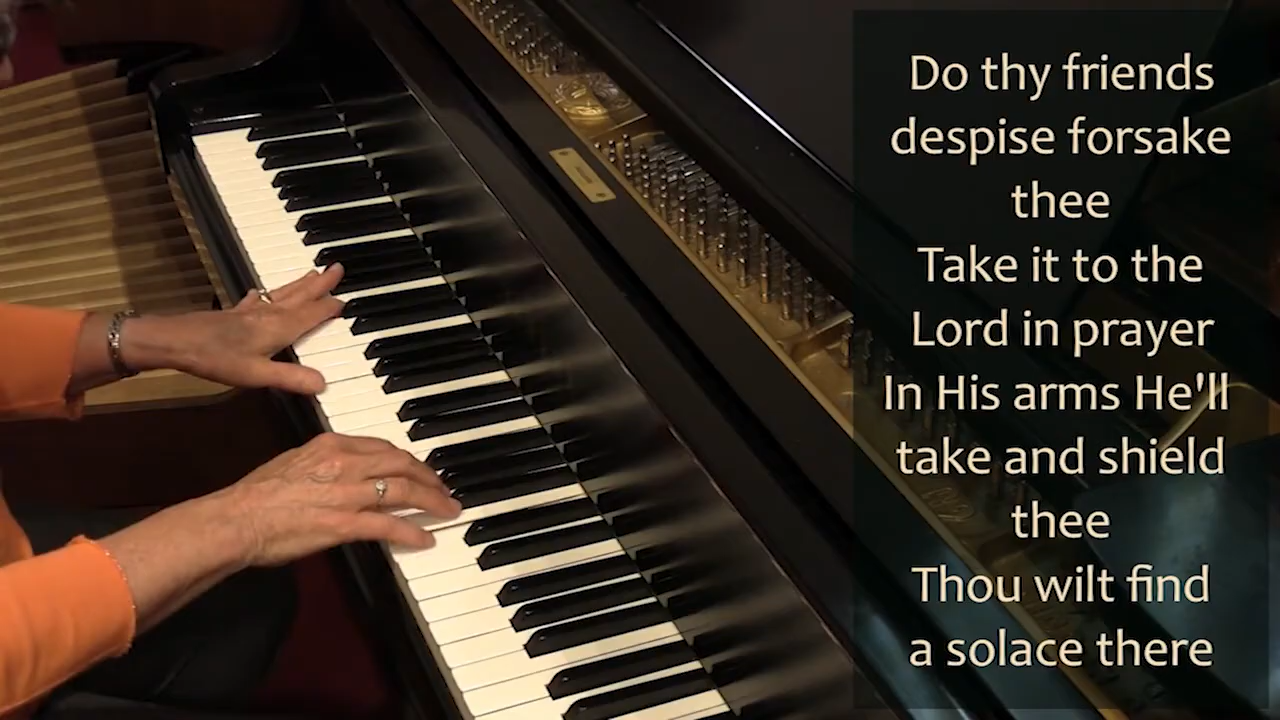 Do thy friends
despise forsake
thee
Take it to the
Lord in prayer
In His arms He'll
take and shield
thee
Thou wilt find
a solace there